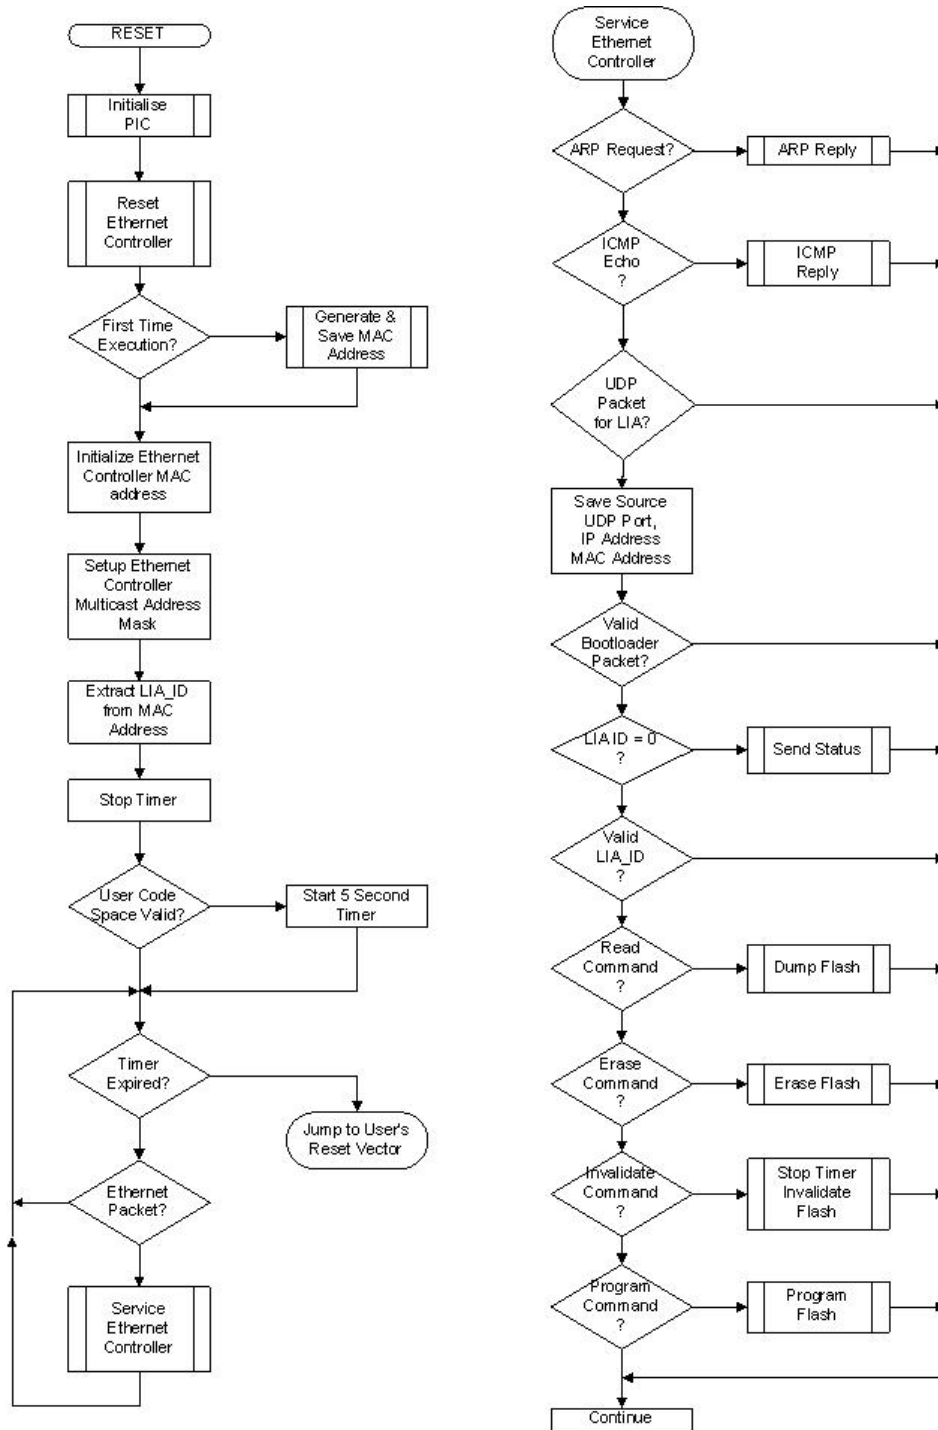 RESET
Initialise
PIC
Reset
Ethernet
Controller
First Time
Execution?
Generate &
Save MAC
Address
Initialize Ethernet
Controller MAC
address
Setup Ethernet
Controller
Multicast Address
Mask
Extract LIA_ID
from MAC
Address
Stop Timer
User Code
Space Valid?
Start 5 Second
Timer
Timer
Expired?
Jump to User's
Reset Vector
Ethernet
Packet?
Service
Ethernet
Controller
Service
Ethernet
Controller
ARP Request?
ARP Reply
ICMP
Echo
?
ICMP
Reply
UDP
Packet
for LIA?
Save Source
UDP Port,
IP Address
MAC Address
Valid
Bootloader
Packet?
LIA ID = 0
?
Send Status
Valid
LIA_ID
?
Read
Command
?
Dump Flash
Erase
Command
?
Erase Flash
Invalidate
Command
?
Stop Timer
Invalidate
Flash
Program
Command
?
Program
Flash
Continue